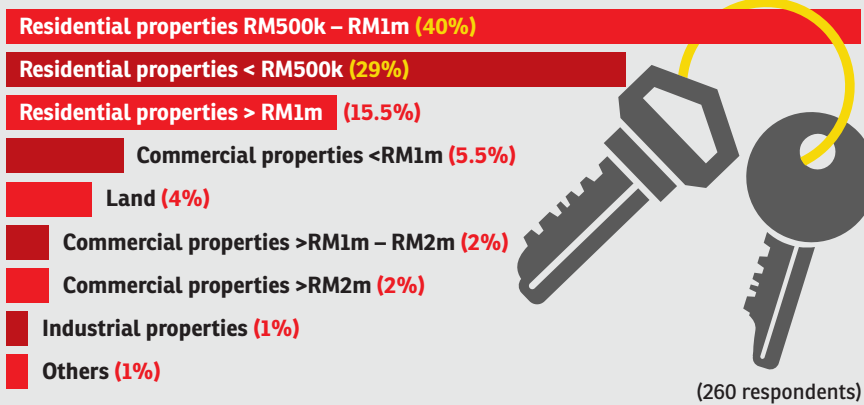 Residential properties RM500k – RM1m (40%)
Residential properties < RM500k (29%)
Residential properties > RM1m (15.5%)
Commercial properties <RM1m (5.5%)
Land (4%)
Commercial properties >RM1m – RM2m (2%)
Commercial properties >RM2m (2%)
Industrial properties (1%)
Others (1%)
(260 respondents)